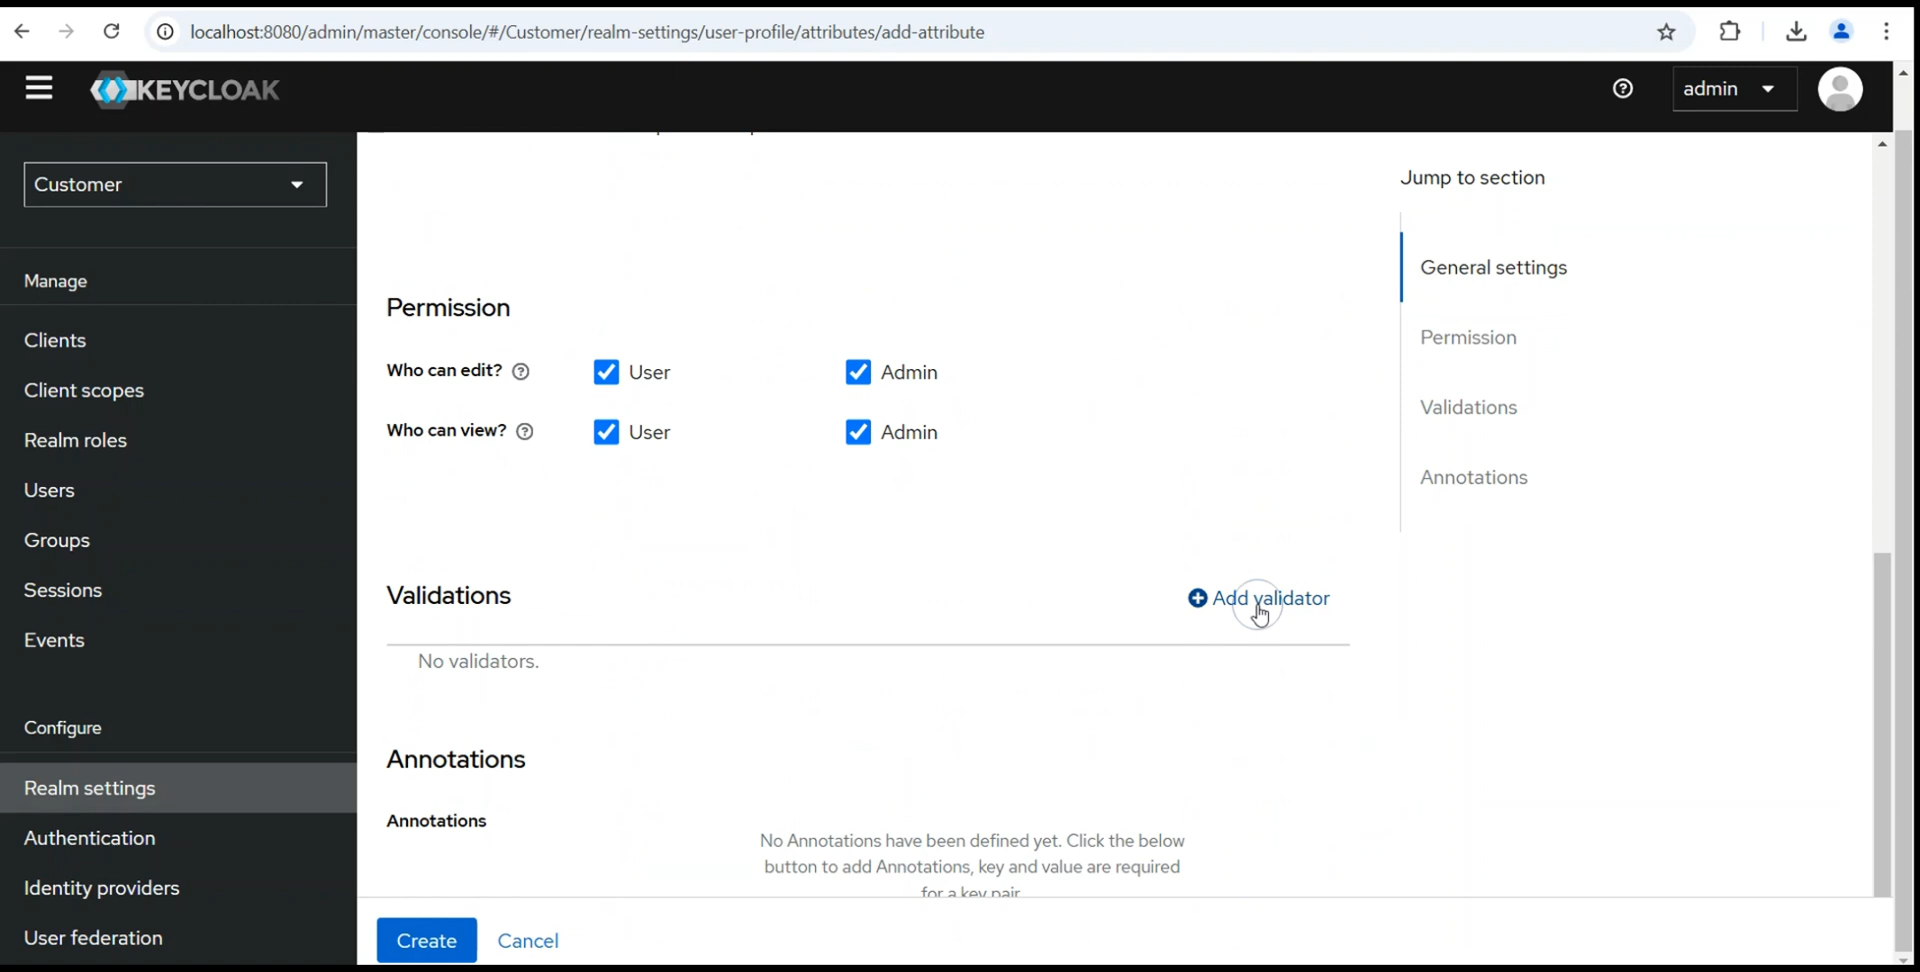 localhost:8080/admin/master/console/#/Customer/realm-settings/user-profile/attributes/add-attribute
KEYCLOAK
admin
Customer
Manage
Clients
Client scopes
Realm roles
Users
Groups
Sessions
Events
Configure
Realm settings
Authentication
Identity providers
User federation
Permission
Who can edit?
User
Admin
Who can view?
User
Admin
Validations
Add validator
No validators.
Annotations
Annotations
No Annotations have been defined yet. Click the below
button to add Annotations, key and value are required
for a key pair
Create
Cancel
Jump to section
General settings
Permission
Validations
Annotations